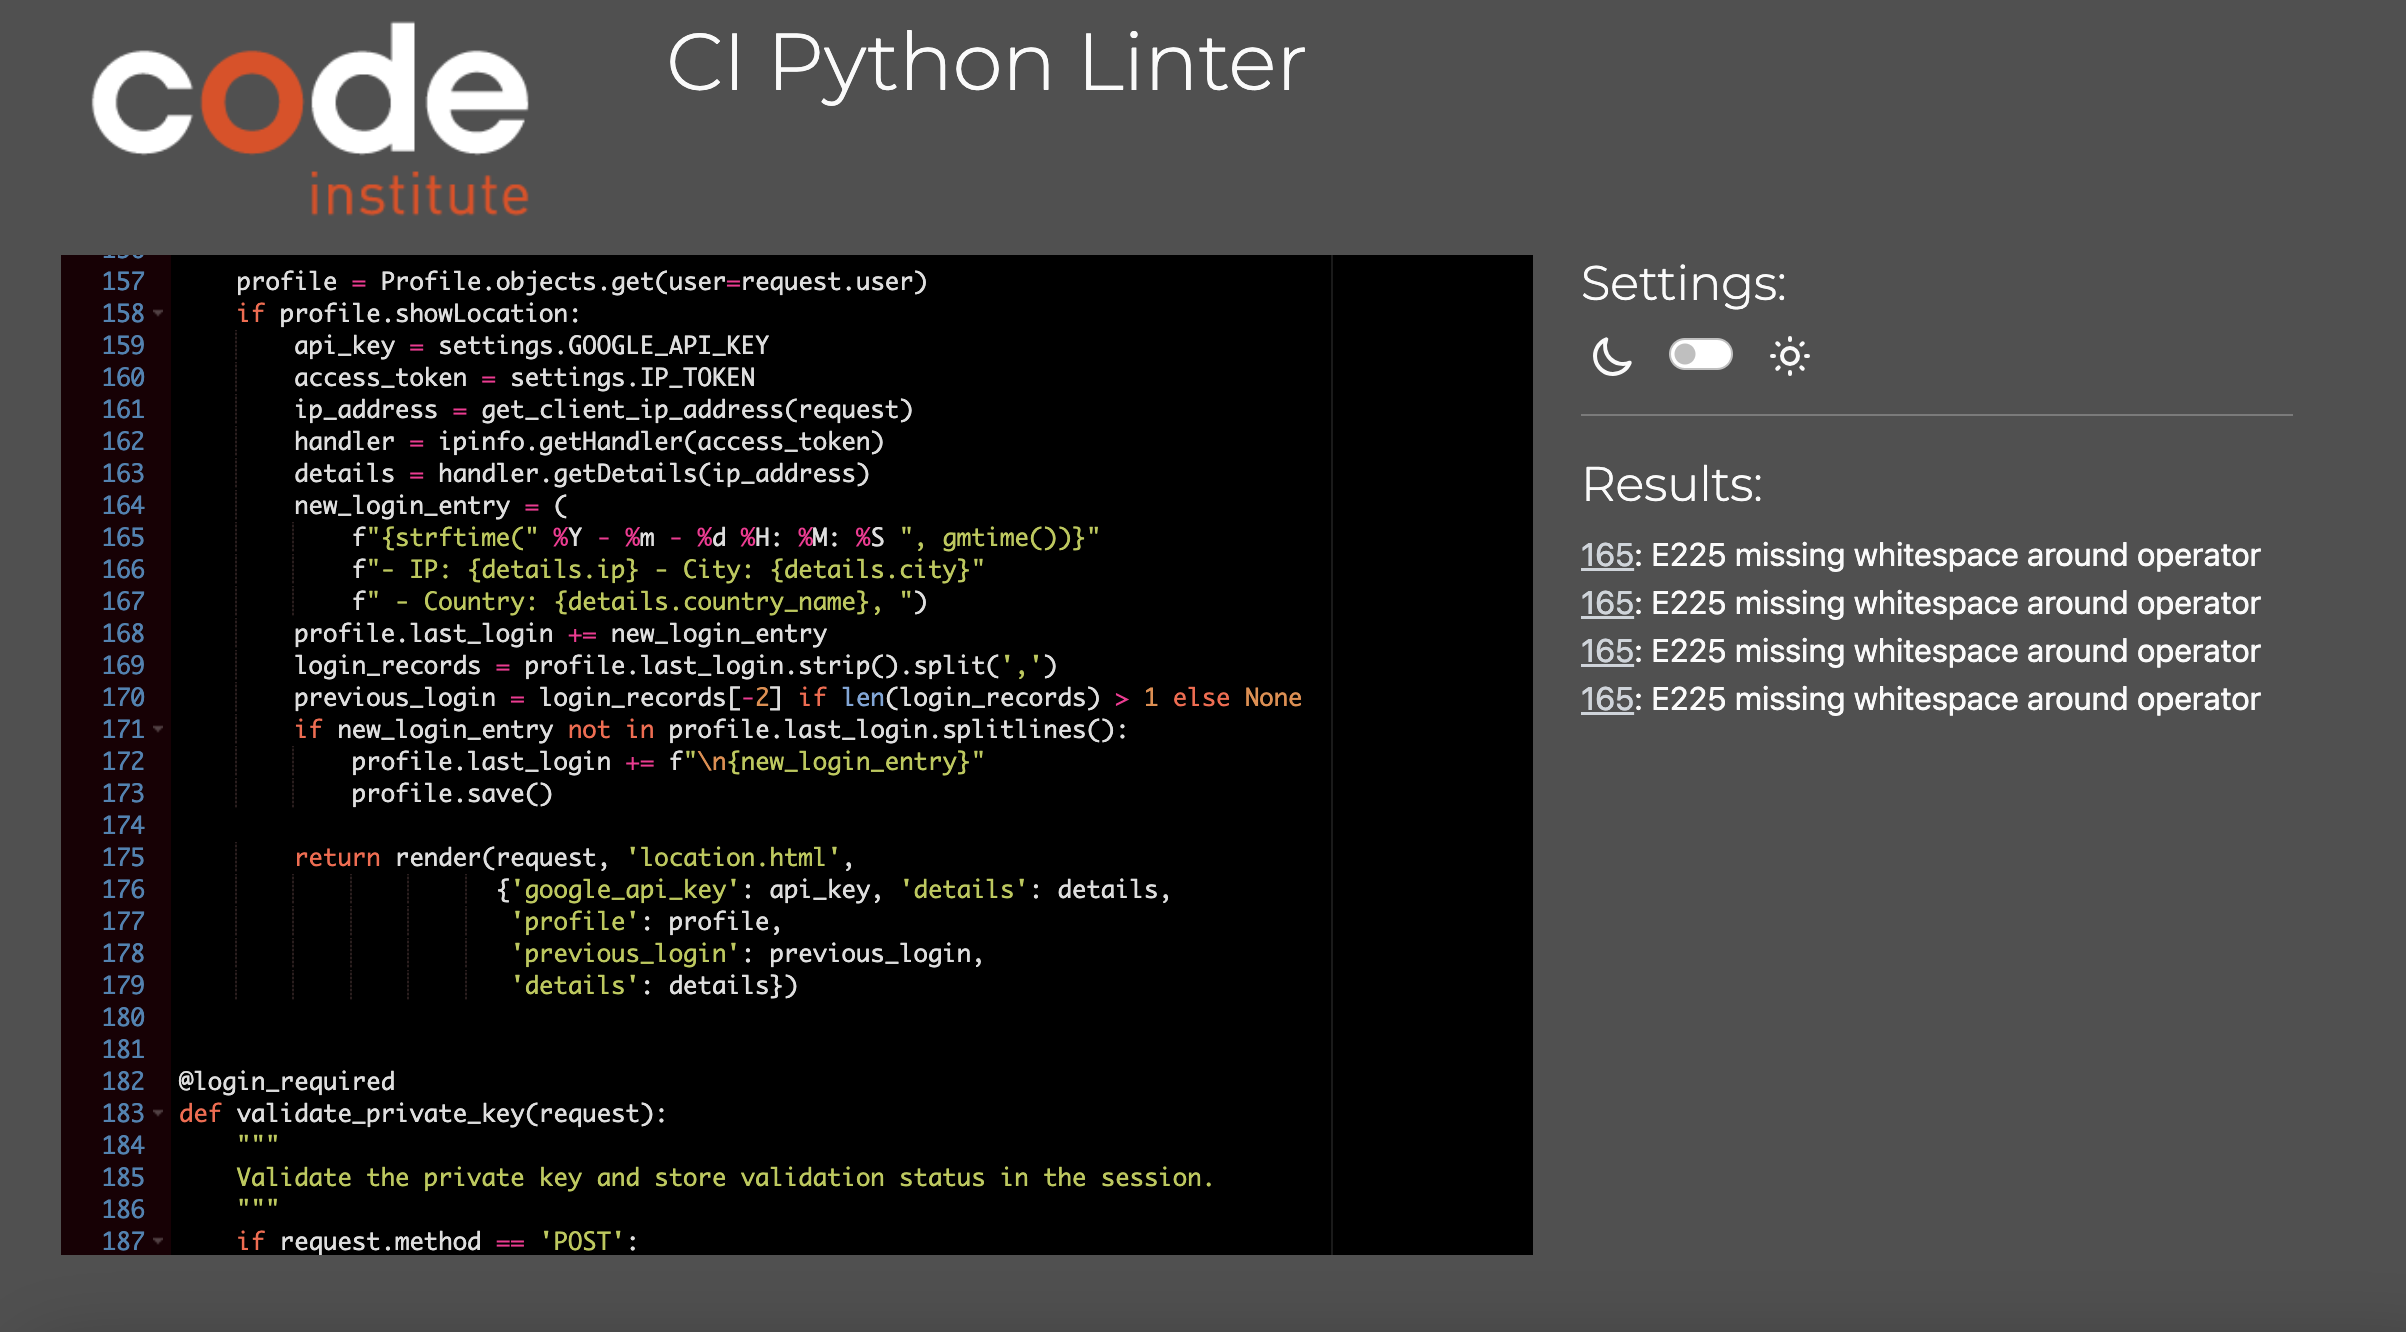 code
institute
CI Python Linter
157 profile = Profile.objects.get(user=request.user)
158 if profile.showLocation:
159 api_key = settings.GOOGLE_API_KEY
160 access_token = settings.IP_TOKEN
161 ip_address = get_client_ip_address(request)
162 handler = ipinfo.getHandler(access_token)
163 details = handler.getDetails(ip_address)
164 new_login_entry = (
165 f"{strftime(" %Y - %m - %d %H: %M: %S ", gmtime())}"
166 f"- IP: {details.ip} - City: {details.city}"
167 f" - Country: {details.country_name}, ")
168 profile.last_login += new_login_entry
169 login_records = profile.last_login.strip().split(',')
170 previous_login = login_records[-2] if len(login_records) > 1 else None
171 if new_login_entry not in profile.last_login.splitlines():
172 profile.last_login += f"\n{new_login_entry}"
173 profile.save()
174
175 return render(request, 'location.html',
176 {'google_api_key': api_key, 'details': details,
177 'profile': profile,
178 'previous_login': previous_login,
179 'details': details})
180
181
182 @login_required
183 def validate_private_key(request):
184 """
185 Validate the private key and store validation status in the session.
186 """
187 if request.method == 'POST':
Settings:
Results:
165: E225 missing whitespace around operator
165: E225 missing whitespace around operator
165: E225 missing whitespace around operator
165: E225 missing whitespace around operator